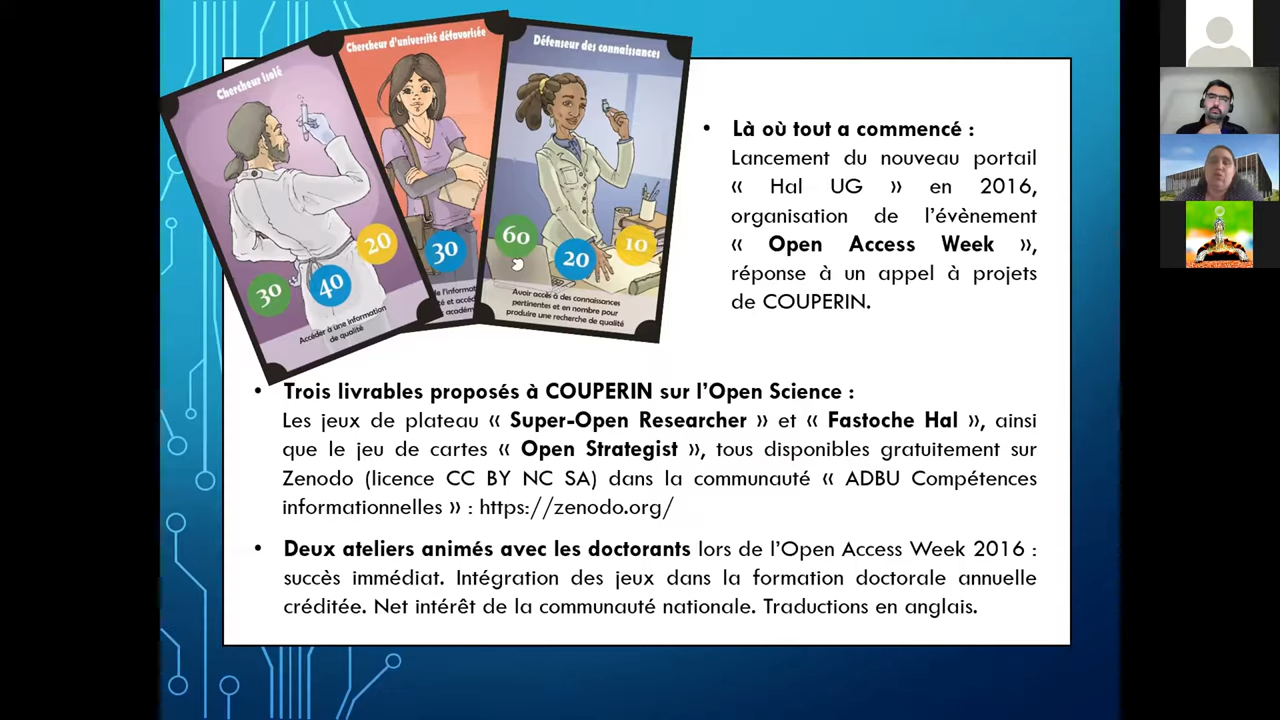 Chercheur isolé
30
40
20
Accéder à une information
de qualité
Chercheur d'université défavorisée
30
Défenseur des connaissances
60
20
10
Avoir accès à des connaissances
pertinentes et en nombre pour
produire une recherche de qualité
• Là où tout a commencé :
Lancement du nouveau portail
« Hal UG » en 2016,
organisation de l'évènement
« Open Access Week »,
réponse à un appel à projets
de COUPERIN.
• Trois livrables proposés à COUPERIN sur l'Open Science :
Les jeux de plateau « Super-Open Researcher » et « Fastoche Hal », ainsi
que le jeu de cartes « Open Strategist », tous disponibles gratuitement sur
Zenodo (licence CC BY NC SA) dans la communauté « ADBU Compétences
informationnelles » : https://zenodo.org/
• Deux ateliers animés avec les doctorants lors de l'Open Access Week 2016 :
succès immédiat. Intégration des jeux dans la formation doctorale annuelle
créditée. Net intérêt de la communauté nationale. Traductions en anglais.